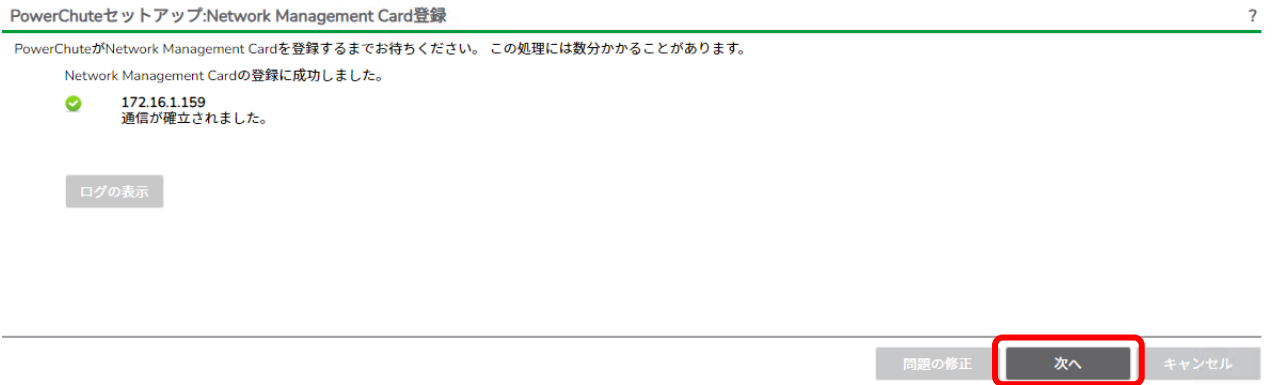 PowerChuteセットアップ:Network Management Card登録
?
PowerChuteがNetwork Management Cardを登録するまでお待ちください。 この処理には数分かかることがあります。
Network Management Cardの登録に成功しました。
172.16.1.159
通信が確立されました。
ログの表示
問題の修正
次へ
キャンセル